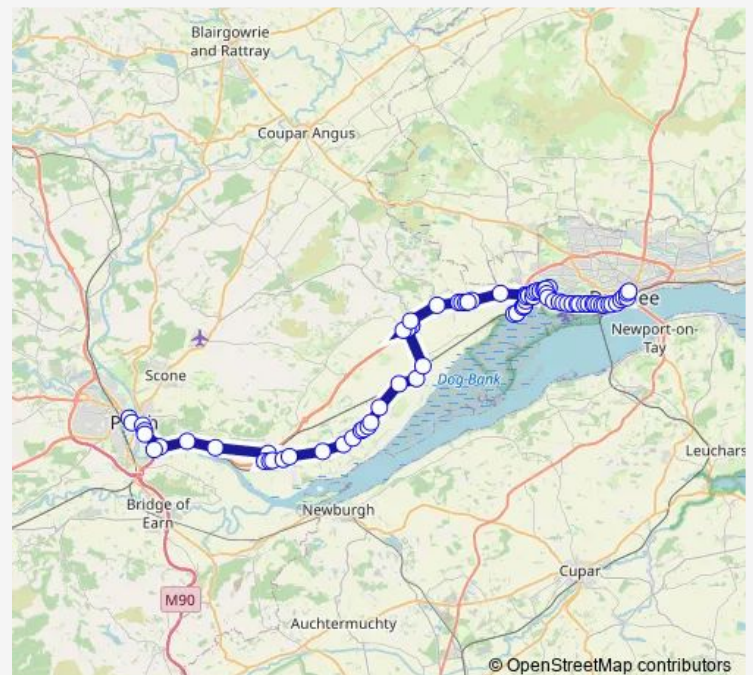 Blairgowrie
and Rattray
Coupar Angus
Newport-on-
Tay
Scone
Dog-Bank
Leuchars
Bridge of
Earn
Newburgh
Cupar
M90
Auchtermuchty
© OpenStreetMap contributors